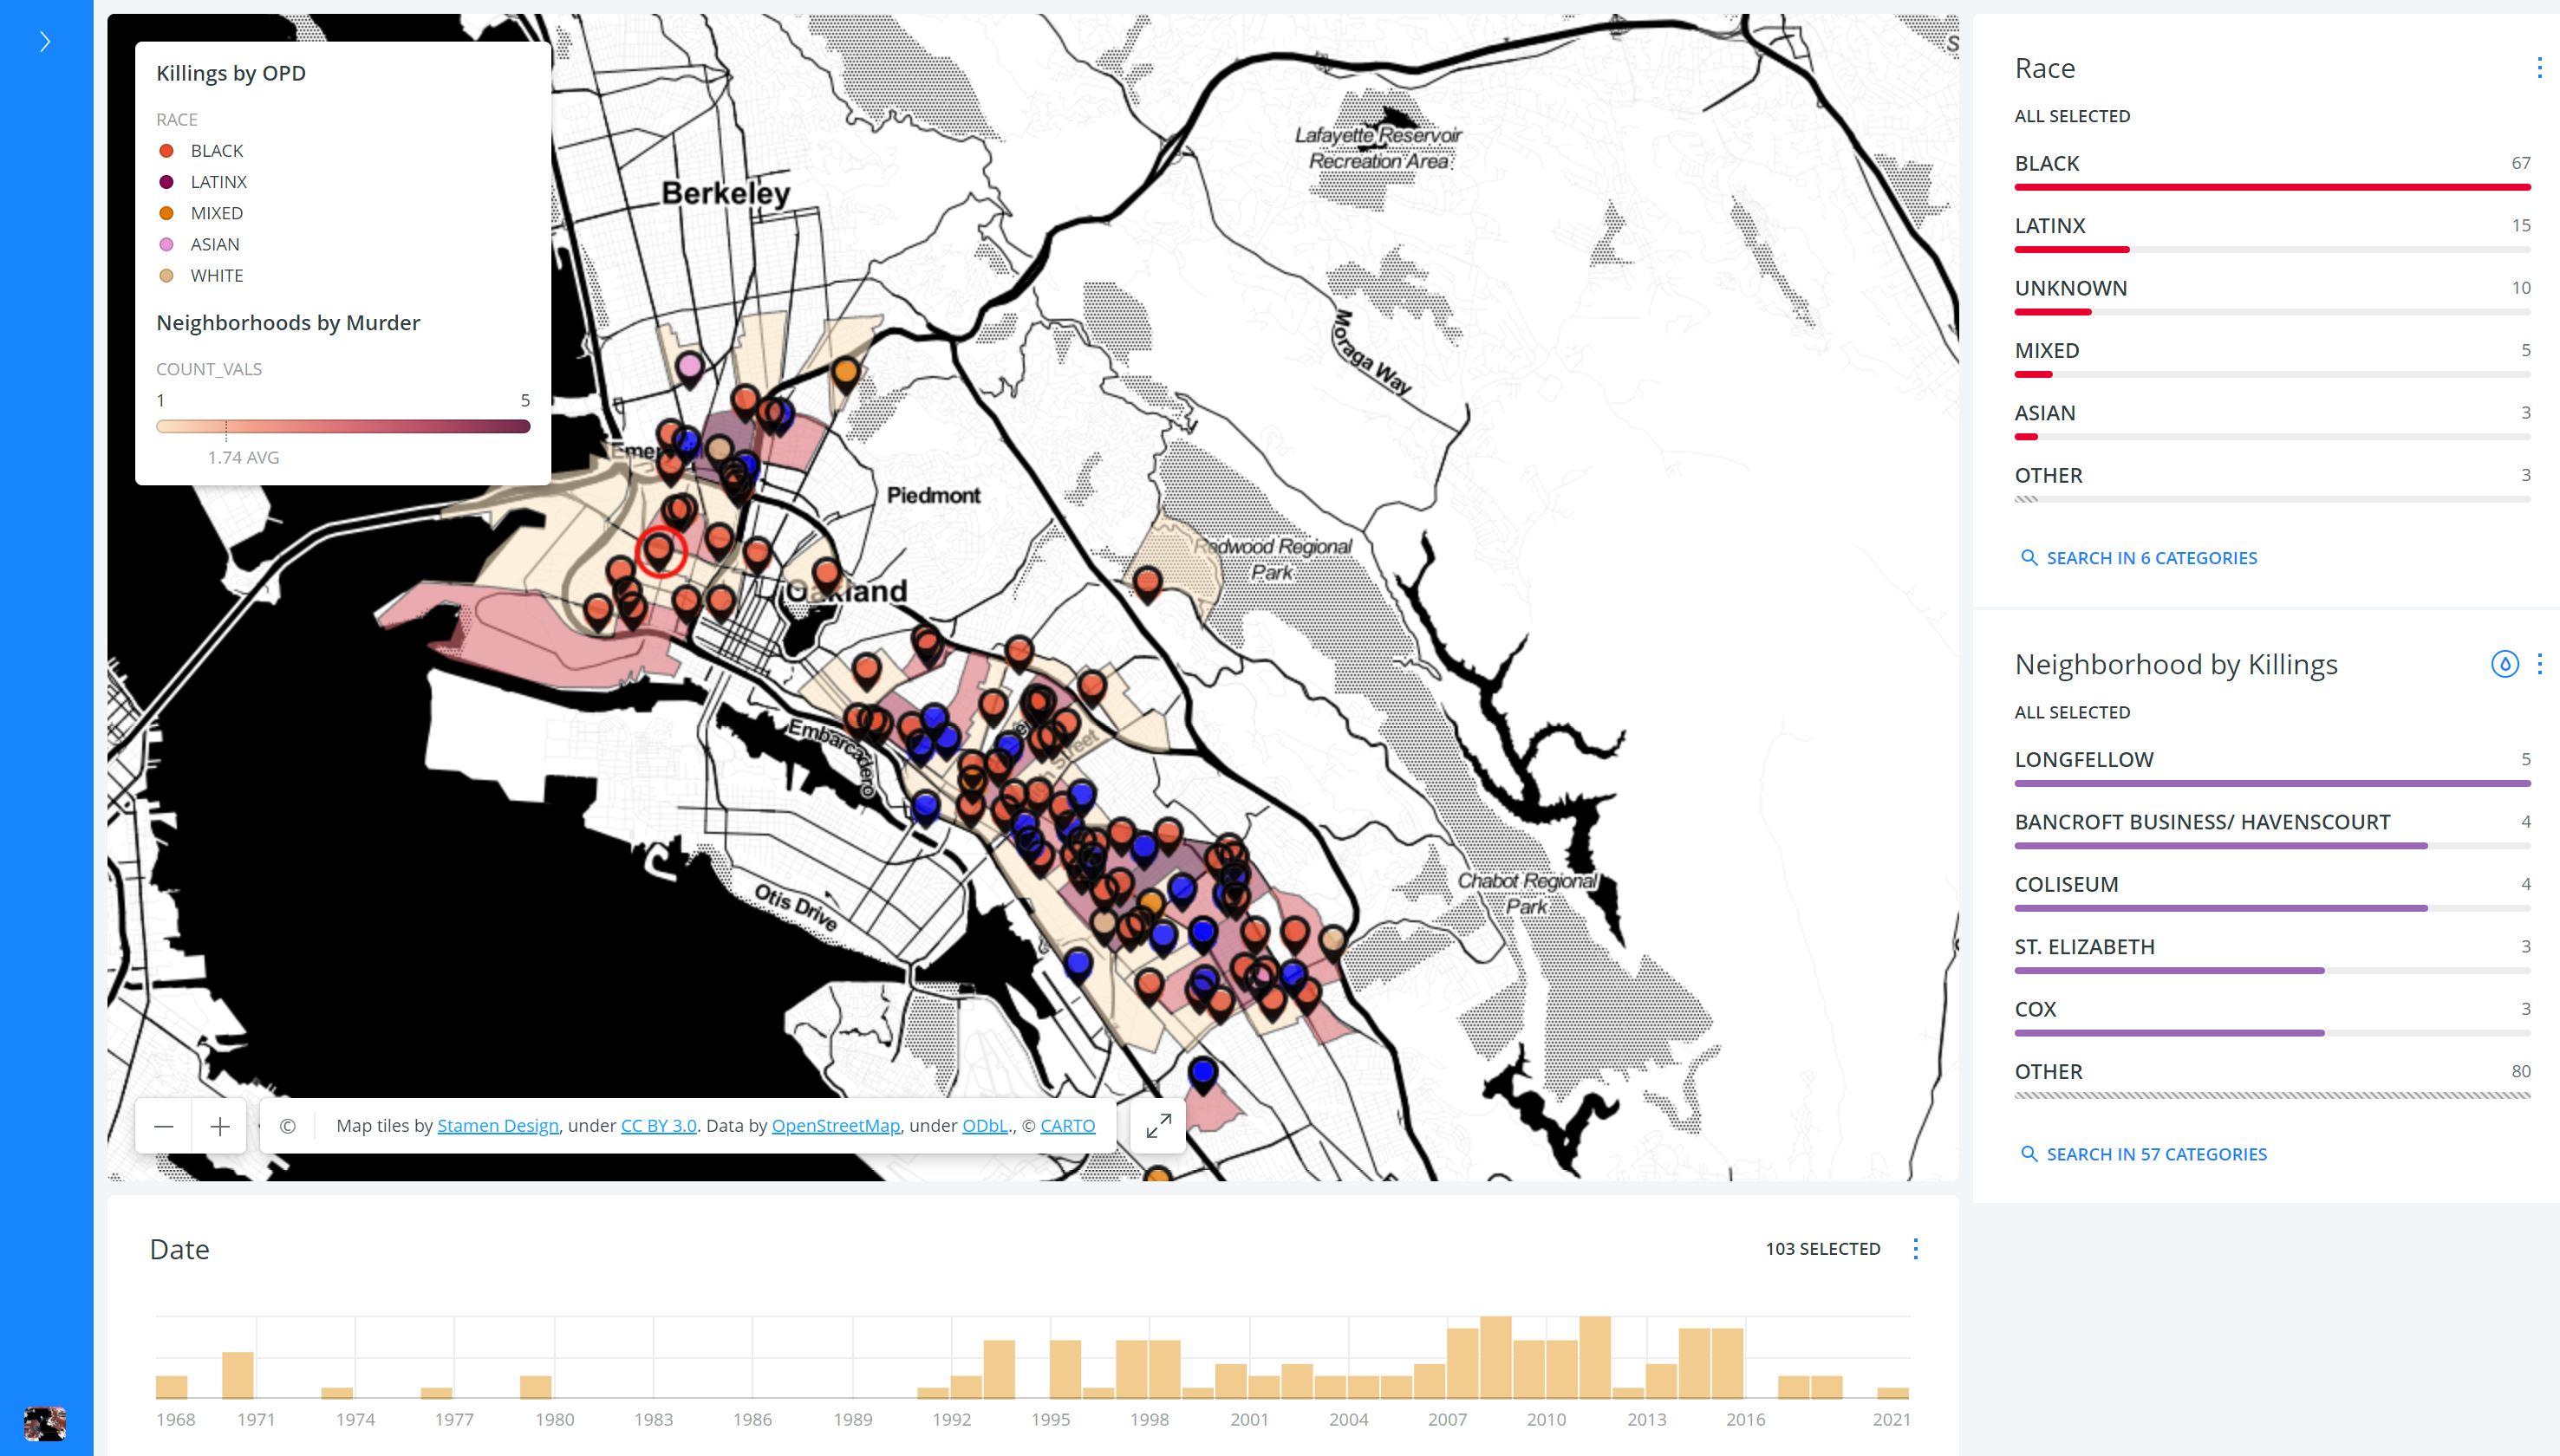 Killings by OPD
RACE
BLACK
LATINX
MIXED
ASIAN
WHITE
Neighborhoods by Murder
COUNT_VALS
1 5
1.74 AVG
Berkeley
Lafayette Reservoir
Recreation Area
Moraga Way
Piedmont
Redwood Regional
Park
Oakland
Embarcadero
Otis Drive
Chabot Regional
Park
© Map tiles by Stamen Design, under CC BY 3.0. Data by OpenStreetMap, under ODbL., © CARTO
Date
103 SELECTED
1968 1971 1974 1977 1980 1983 1986 1989 1992 1995 1998 2001 2004 2007 2010 2013 2016 2021
Race
ALL SELECTED
BLACK 67
LATINX 15
UNKNOWN 10
MIXED 5
ASIAN 3
OTHER 3
SEARCH IN 6 CATEGORIES
Neighborhood by Killings
ALL SELECTED
LONGFELLOW 5
BANCROFT BUSINESS/ HAVENSCOURT 4
COLISEUM 4
ST. ELIZABETH 3
COX 3
OTHER 80
SEARCH IN 57 CATEGORIES